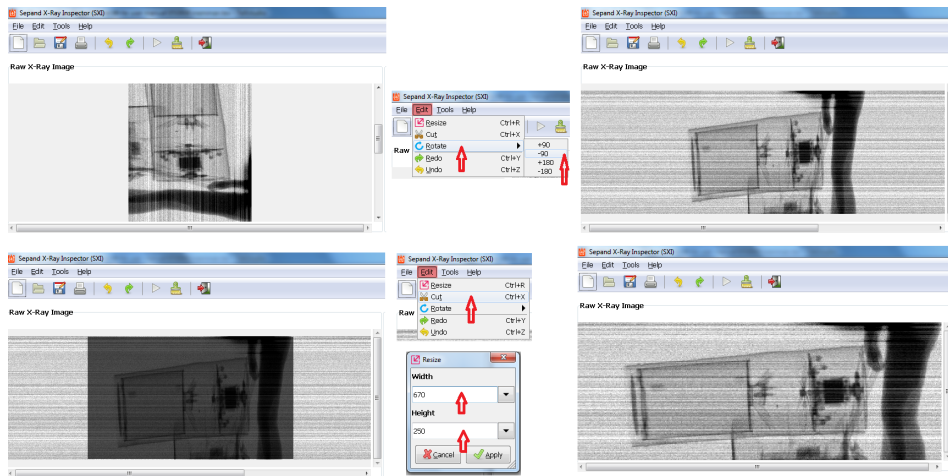 Sepand X-Ray Inspector (SXI)
File Edit Tools Help
Raw X-Ray Image
Sepand X-Ray Inspector (SXI)
File Edit Tools Help
Resize Ctrl+R
Cut Ctrl+X
Rotate
Redo Ctrl+Y
Undo Ctrl+Z
Raw
+90
-90
+180
-180
Sepand X-Ray Inspector (SXI)
File Edit Tools Help
Raw X-Ray Image
Sepand X-Ray Inspector (SXI)
File Edit Tools Help
Raw X-Ray Image
Sepand X-Ray Inspector (SXI)
File Edit Tools Help
Resize Ctrl+R
Cut Ctrl+X
Rotate
Redo Ctrl+Y
Undo Ctrl+Z
Raw
Resize
Width
670
Height
250
Cancel Apply
Sepand X-Ray Inspector (SXI)
File Edit Tools Help
Raw X-Ray Image